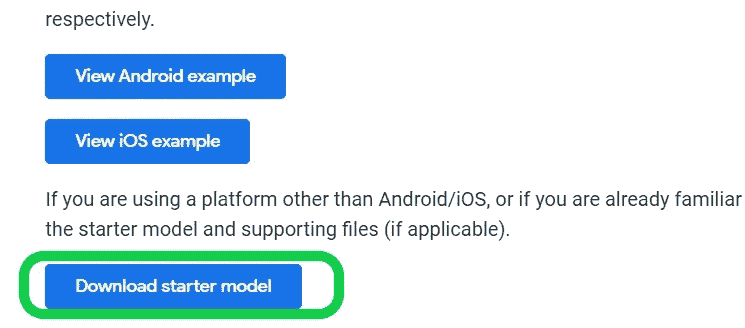 respectively.
View Android example
View iOS example
If you are using a platform other than Android/iOS, or if you are already familiar
the starter model and supporting files (if applicable).
Download starter model